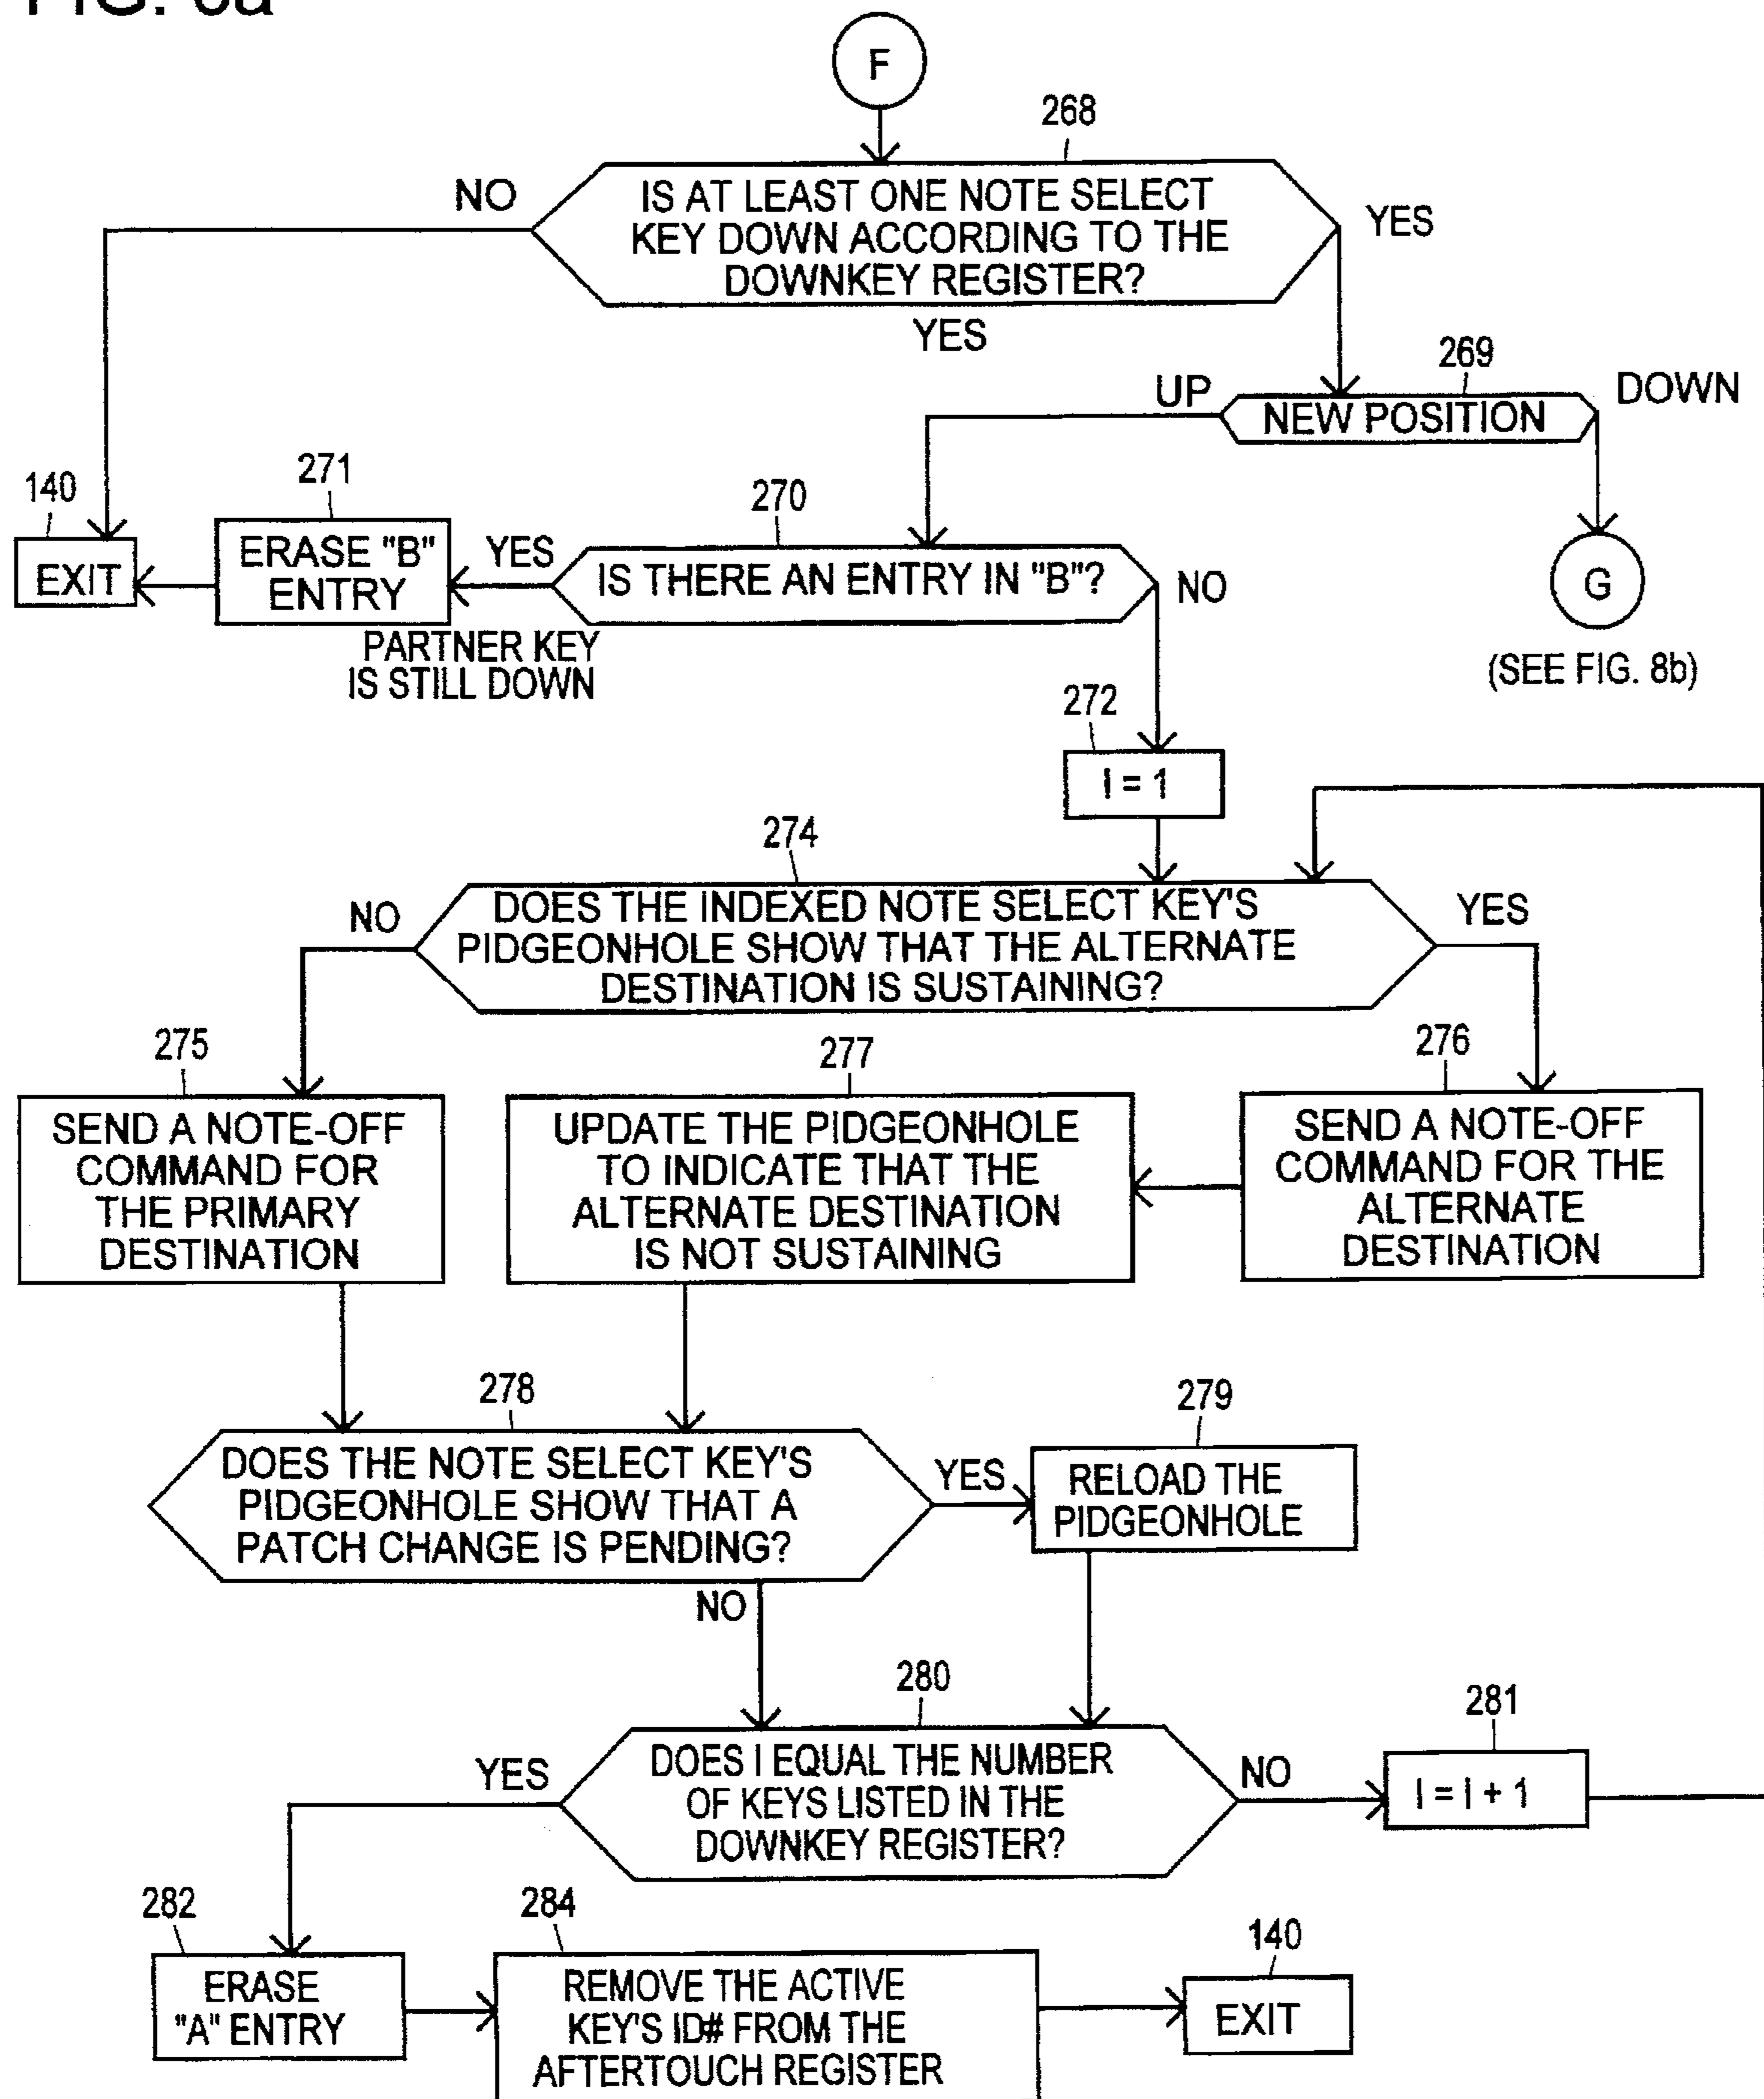 F
268
NO
IS AT LEAST ONE NOTE SELECT
KEY DOWN ACCORDING TO THE
DOWNKEY REGISTER?
YES
YES
269
UP
NEW POSITION
DOWN
140
EXIT
271
ERASE "B"
ENTRY
YES
270
IS THERE AN ENTRY IN "B"?
NO
G
PARTNER KEY
IS STILL DOWN
(SEE FIG. 8b)
272
I = 1
274
NO
DOES THE INDEXED NOTE SELECT KEY'S
PIDGEONHOLE SHOW THAT THE ALTERNATE
DESTINATION IS SUSTAINING?
YES
275
SEND A NOTE-OFF
COMMAND FOR
THE PRIMARY
DESTINATION
277
UPDATE THE PIDGEONHOLE
TO INDICATE THAT THE
ALTERNATE DESTINATION
IS NOT SUSTAINING
276
SEND A NOTE-OFF
COMMAND FOR THE
ALTERNATE
DESTINATION
278
DOES THE NOTE SELECT KEY'S
PIDGEONHOLE SHOW THAT A
PATCH CHANGE IS PENDING?
YES
279
RELOAD THE
PIDGEONHOLE
NO
280
YES
DOES I EQUAL THE NUMBER
OF KEYS LISTED IN THE
DOWNKEY REGISTER?
NO
281
I = I + 1
282
ERASE
"A" ENTRY
284
REMOVE THE ACTIVE
KEY'S ID# FROM THE
AFTERTOUCH REGISTER
140
EXIT